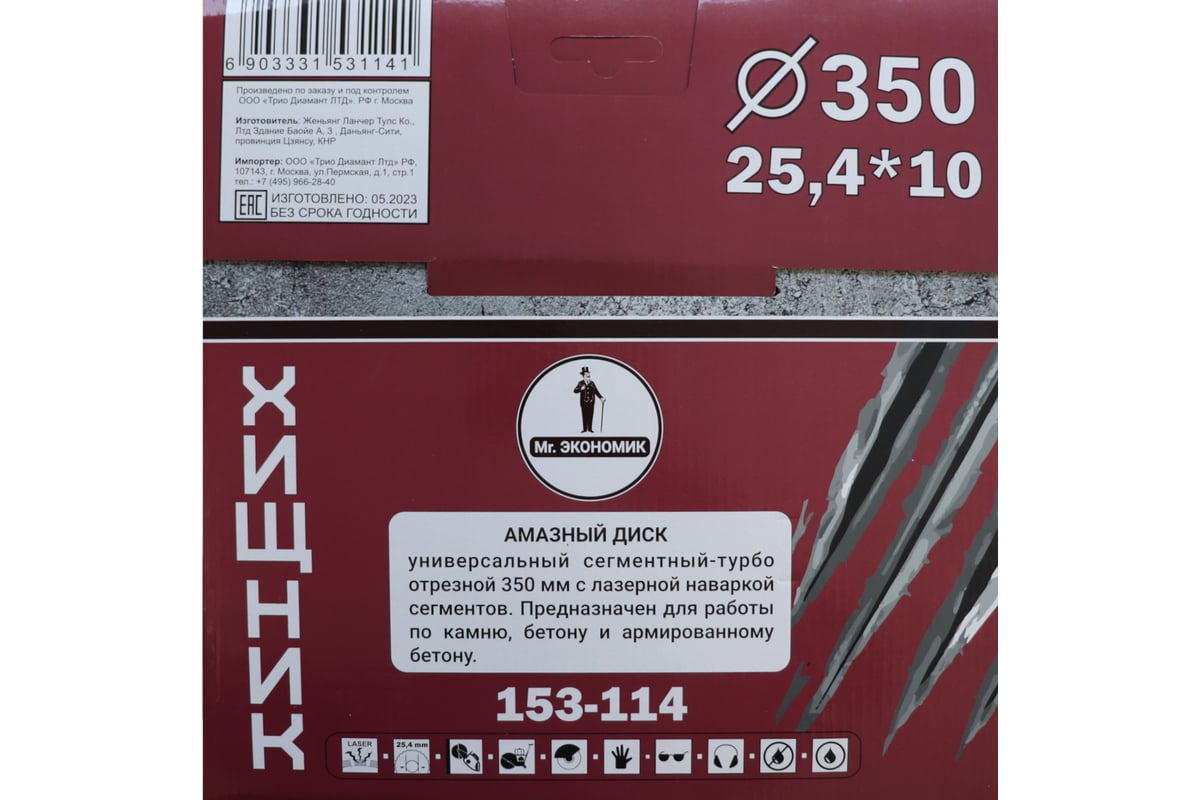 6 903331 531141
Произведено по заказу и под контролем
ООО «Трио Диамант ЛТД». РФ г. Москва
Изготовитель: Женьянг Ланчер Тулс Ко.,
Лтд Здание Баойе А, 3 , Даньянг-Сити,
провинция Цзянсу, КНР
Импортер: ООО «Трио Диамант Лтд» РФ,
107143, г. Москва, ул.Пермская, д.1, стр.1
тел.: +7 (495) 966-28-40
EAC ИЗГОТОВЛЕНО: 05.2023
БЕЗ СРОКА ГОДНОСТИ
Ø350
25,4*10
ХИЩНИК
Mr. ЭКОНОМИК
АМАЗНЫЙ ДИСК
универсальный сегментный-турбо
отрезной 350 мм с лазерной наваркой
сегментов. Предназначен для работы
по камню, бетону и армированному
бетону.
153-114
LASER
25,4 mm